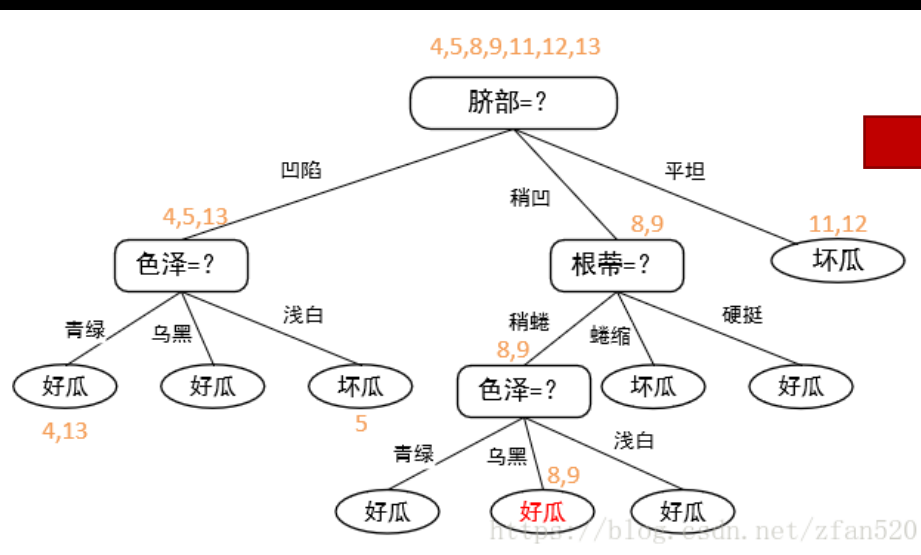 4,5,8,9,11,12,13
脐部=?
凹陷
稍凹
平坦
4,5,13
8,9
11,12
色泽=?
根蒂=?
坏瓜
青绿
乌黑
浅白
稍蜷
蜷缩
硬挺
8,9
好瓜
好瓜
坏瓜
色泽=?
坏瓜
好瓜
4,13
5
青绿
乌黑
浅白
8,9
好瓜
好瓜
好瓜
https://blog.csdn.net/zfan520